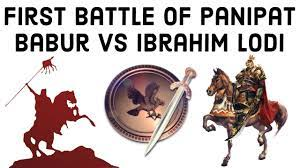 FIRST BATTLE OF PANIPAT
BABUR VS IBRAHIM LODI